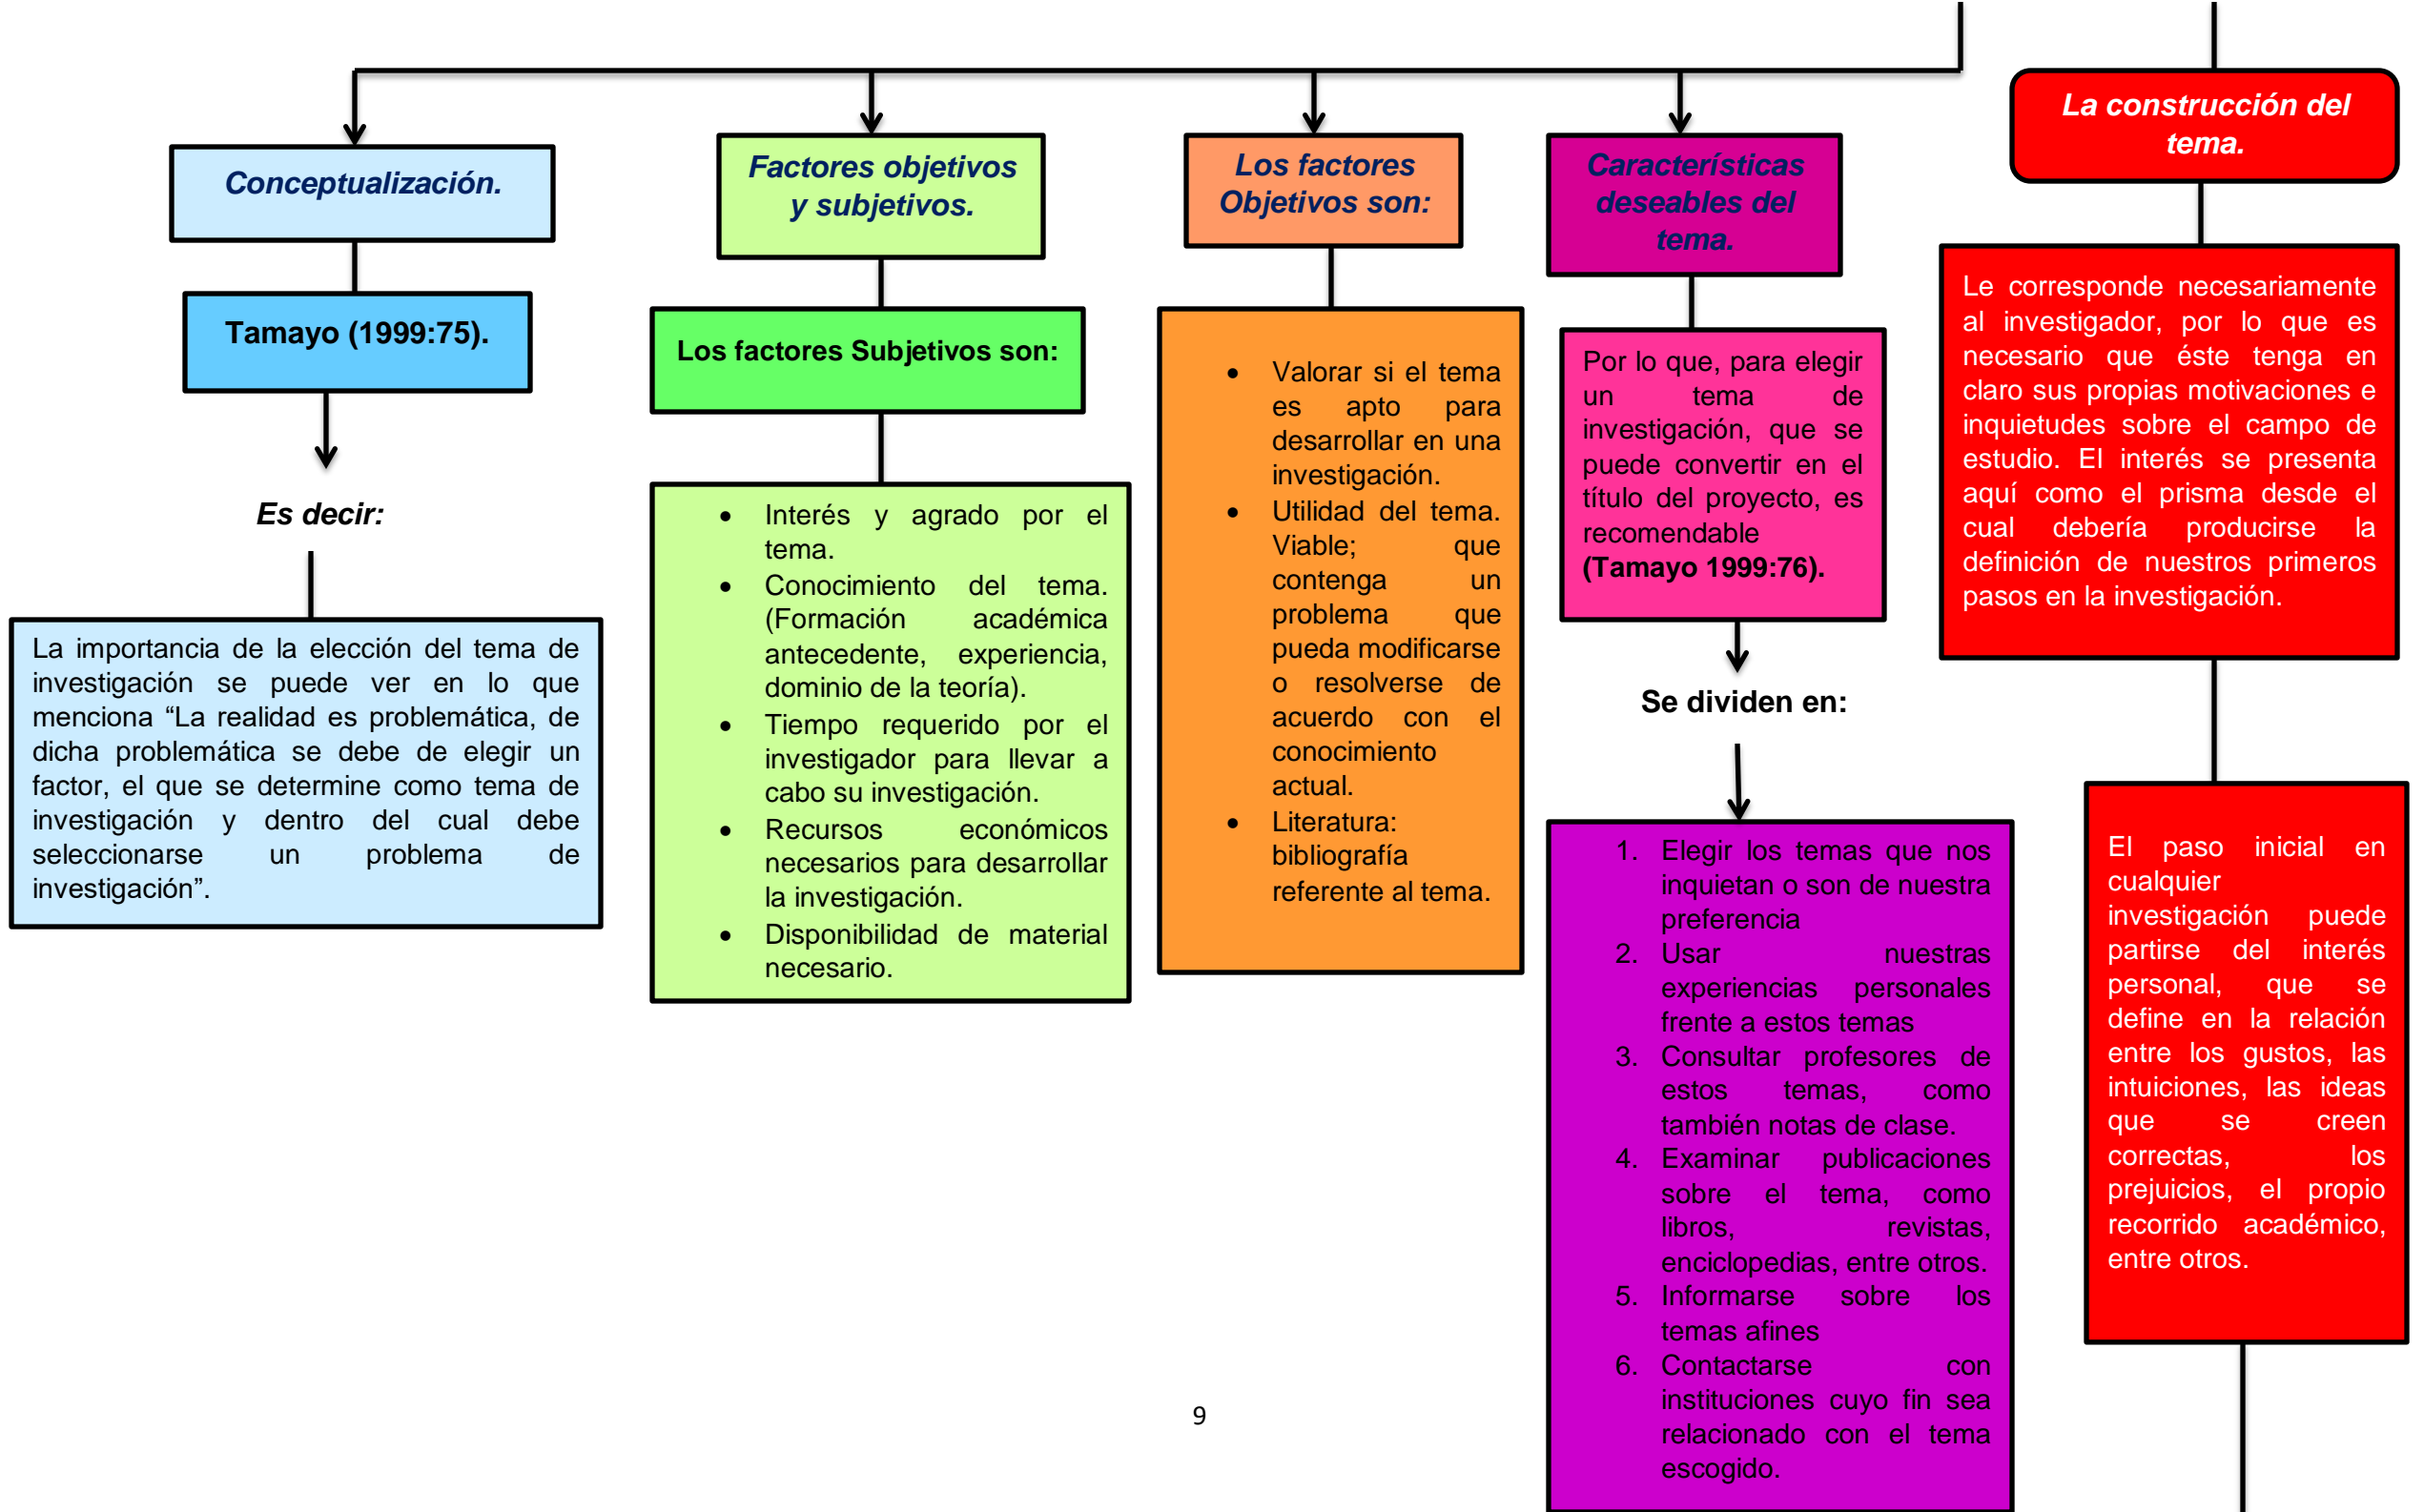 Conceptualización.
Tamayo (1999:75).
Es decir:
La importancia de la elección del tema de
investigación se puede ver en lo que
menciona “La realidad es problemática, de
dicha problemática se debe de elegir un
factor, el que se determine como tema de
investigación y dentro del cual debe
seleccionarse un problema de
investigación”.
Factores objetivos
y subjetivos.
Los factores Subjetivos son:
• Interés y agrado por el
tema.
• Conocimiento del tema.
(Formación académica
antecedente, experiencia,
dominio de la teoría).
• Tiempo requerido por el
investigador para llevar a
cabo su investigación.
• Recursos económicos
necesarios para desarrollar
la investigación.
• Disponibilidad de material
necesario.
Los factores
Objetivos son:
• Valorar si el tema
es apto para
desarrollar en una
investigación.
• Utilidad del tema.
Viable; que
contenga un
problema que
pueda modificarse
o resolverse de
acuerdo con el
conocimiento
actual.
• Literatura:
bibliografía
referente al tema.
Características
deseables del
tema.
Por lo que, para elegir
un tema de
investigación, que se
puede convertir en el
título del proyecto, es
recomendable
(Tamayo 1999:76).
Se dividen en:
1. Elegir los temas que nos
inquietan o son de nuestra
preferencia
2. Usar nuestras
experiencias personales
frente a estos temas
3. Consultar profesores de
estos temas, como
también notas de clase.
4. Examinar publicaciones
sobre el tema, como
libros, revistas,
enciclopedias, entre otros.
5. Informarse sobre los
temas afines
6. Contactarse con
instituciones cuyo fin sea
relacionado con el tema
escogido.
La construcción del
tema.
Le corresponde necesariamente
al investigador, por lo que es
necesario que éste tenga en
claro sus propias motivaciones e
inquietudes sobre el campo de
estudio. El interés se presenta
aquí como el prisma desde el
cual debería producirse la
definición de nuestros primeros
pasos en la investigación.
El paso inicial en
cualquier
investigación puede
partirse del interés
personal, que se
define en la relación
entre los gustos, las
intuiciones, las ideas
que se creen
correctas, los
prejuicios, el propio
recorrido académico,
entre otros.
9